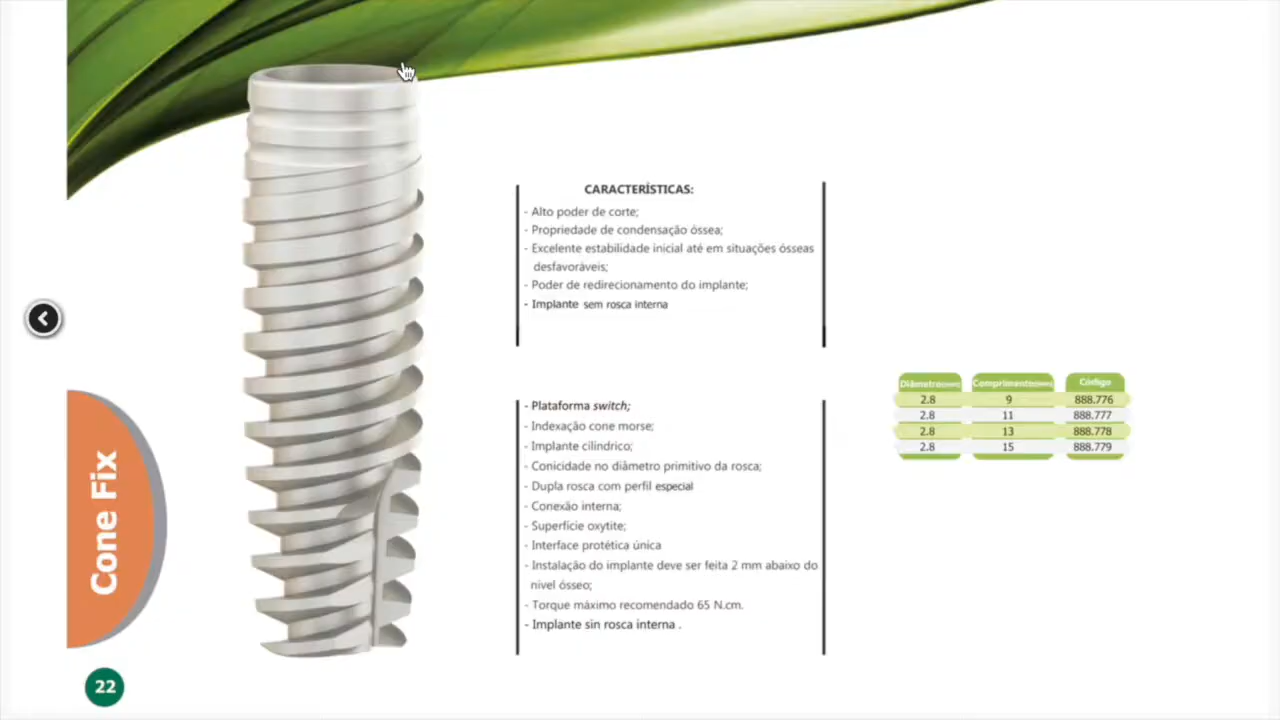 CARACTERÍSTICAS:
- Alto poder de corte;
- Propriedade de condensação óssea;
- Excelente estabilidade inicial até em situações ósseas
desfavoráveis;
- Poder de redirecionamento do implante;
- Implante sem rosca interna
- Plataforma switch;
- Indexação cone morse;
- Implante cilíndrico;
- Conicidade no diâmetro primitivo da rosca;
- Dupla rosca com perfil especial
- Conexão interna;
- Superfície oxytite;
- Interface protética única
- Instalação do implante deve ser feita 2 mm abaixo do
nivel ósseo;
- Torque máximo recomendado 65 N.cm.
- Implante sin rosca interna .
Diâmetro(mm) Comprimento(mm) Código
2.8 9 888.776
2.8 11 888.777
2.8 13 888.778
2.8 15 888.779
Cone Fix
22